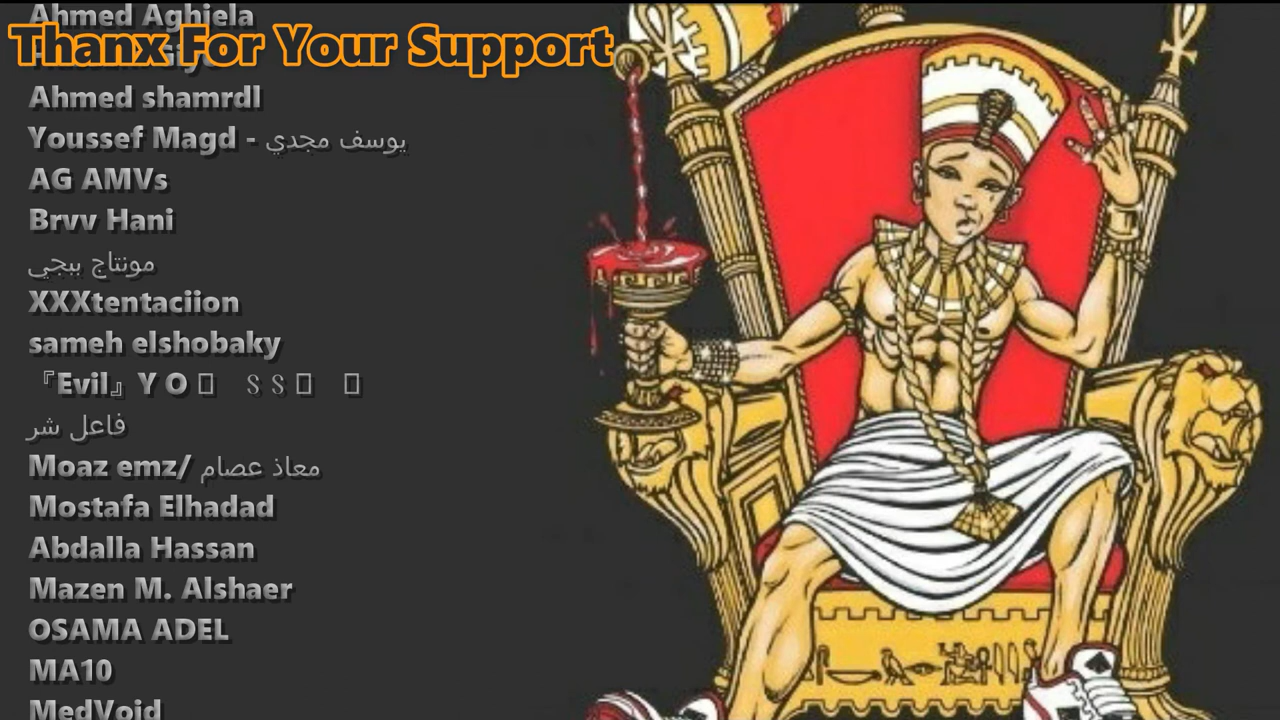 Ahmed Aghiela
Thanx For Your Support
Ahmed shamrdl
Youssef Magd - يوسف مجدي
AG AMVs
Brvv Hani
مونتاج ببجي
XXXtentaciion
sameh elshobaky
『Evil』Y O ▯ S S ▯ ▯
فاعل شر
Moaz emz/ معاذ عصام
Mostafa Elhadad
Abdalla Hassan
Mazen M. Alshaer
OSAMA ADEL
MA10
MedVoid